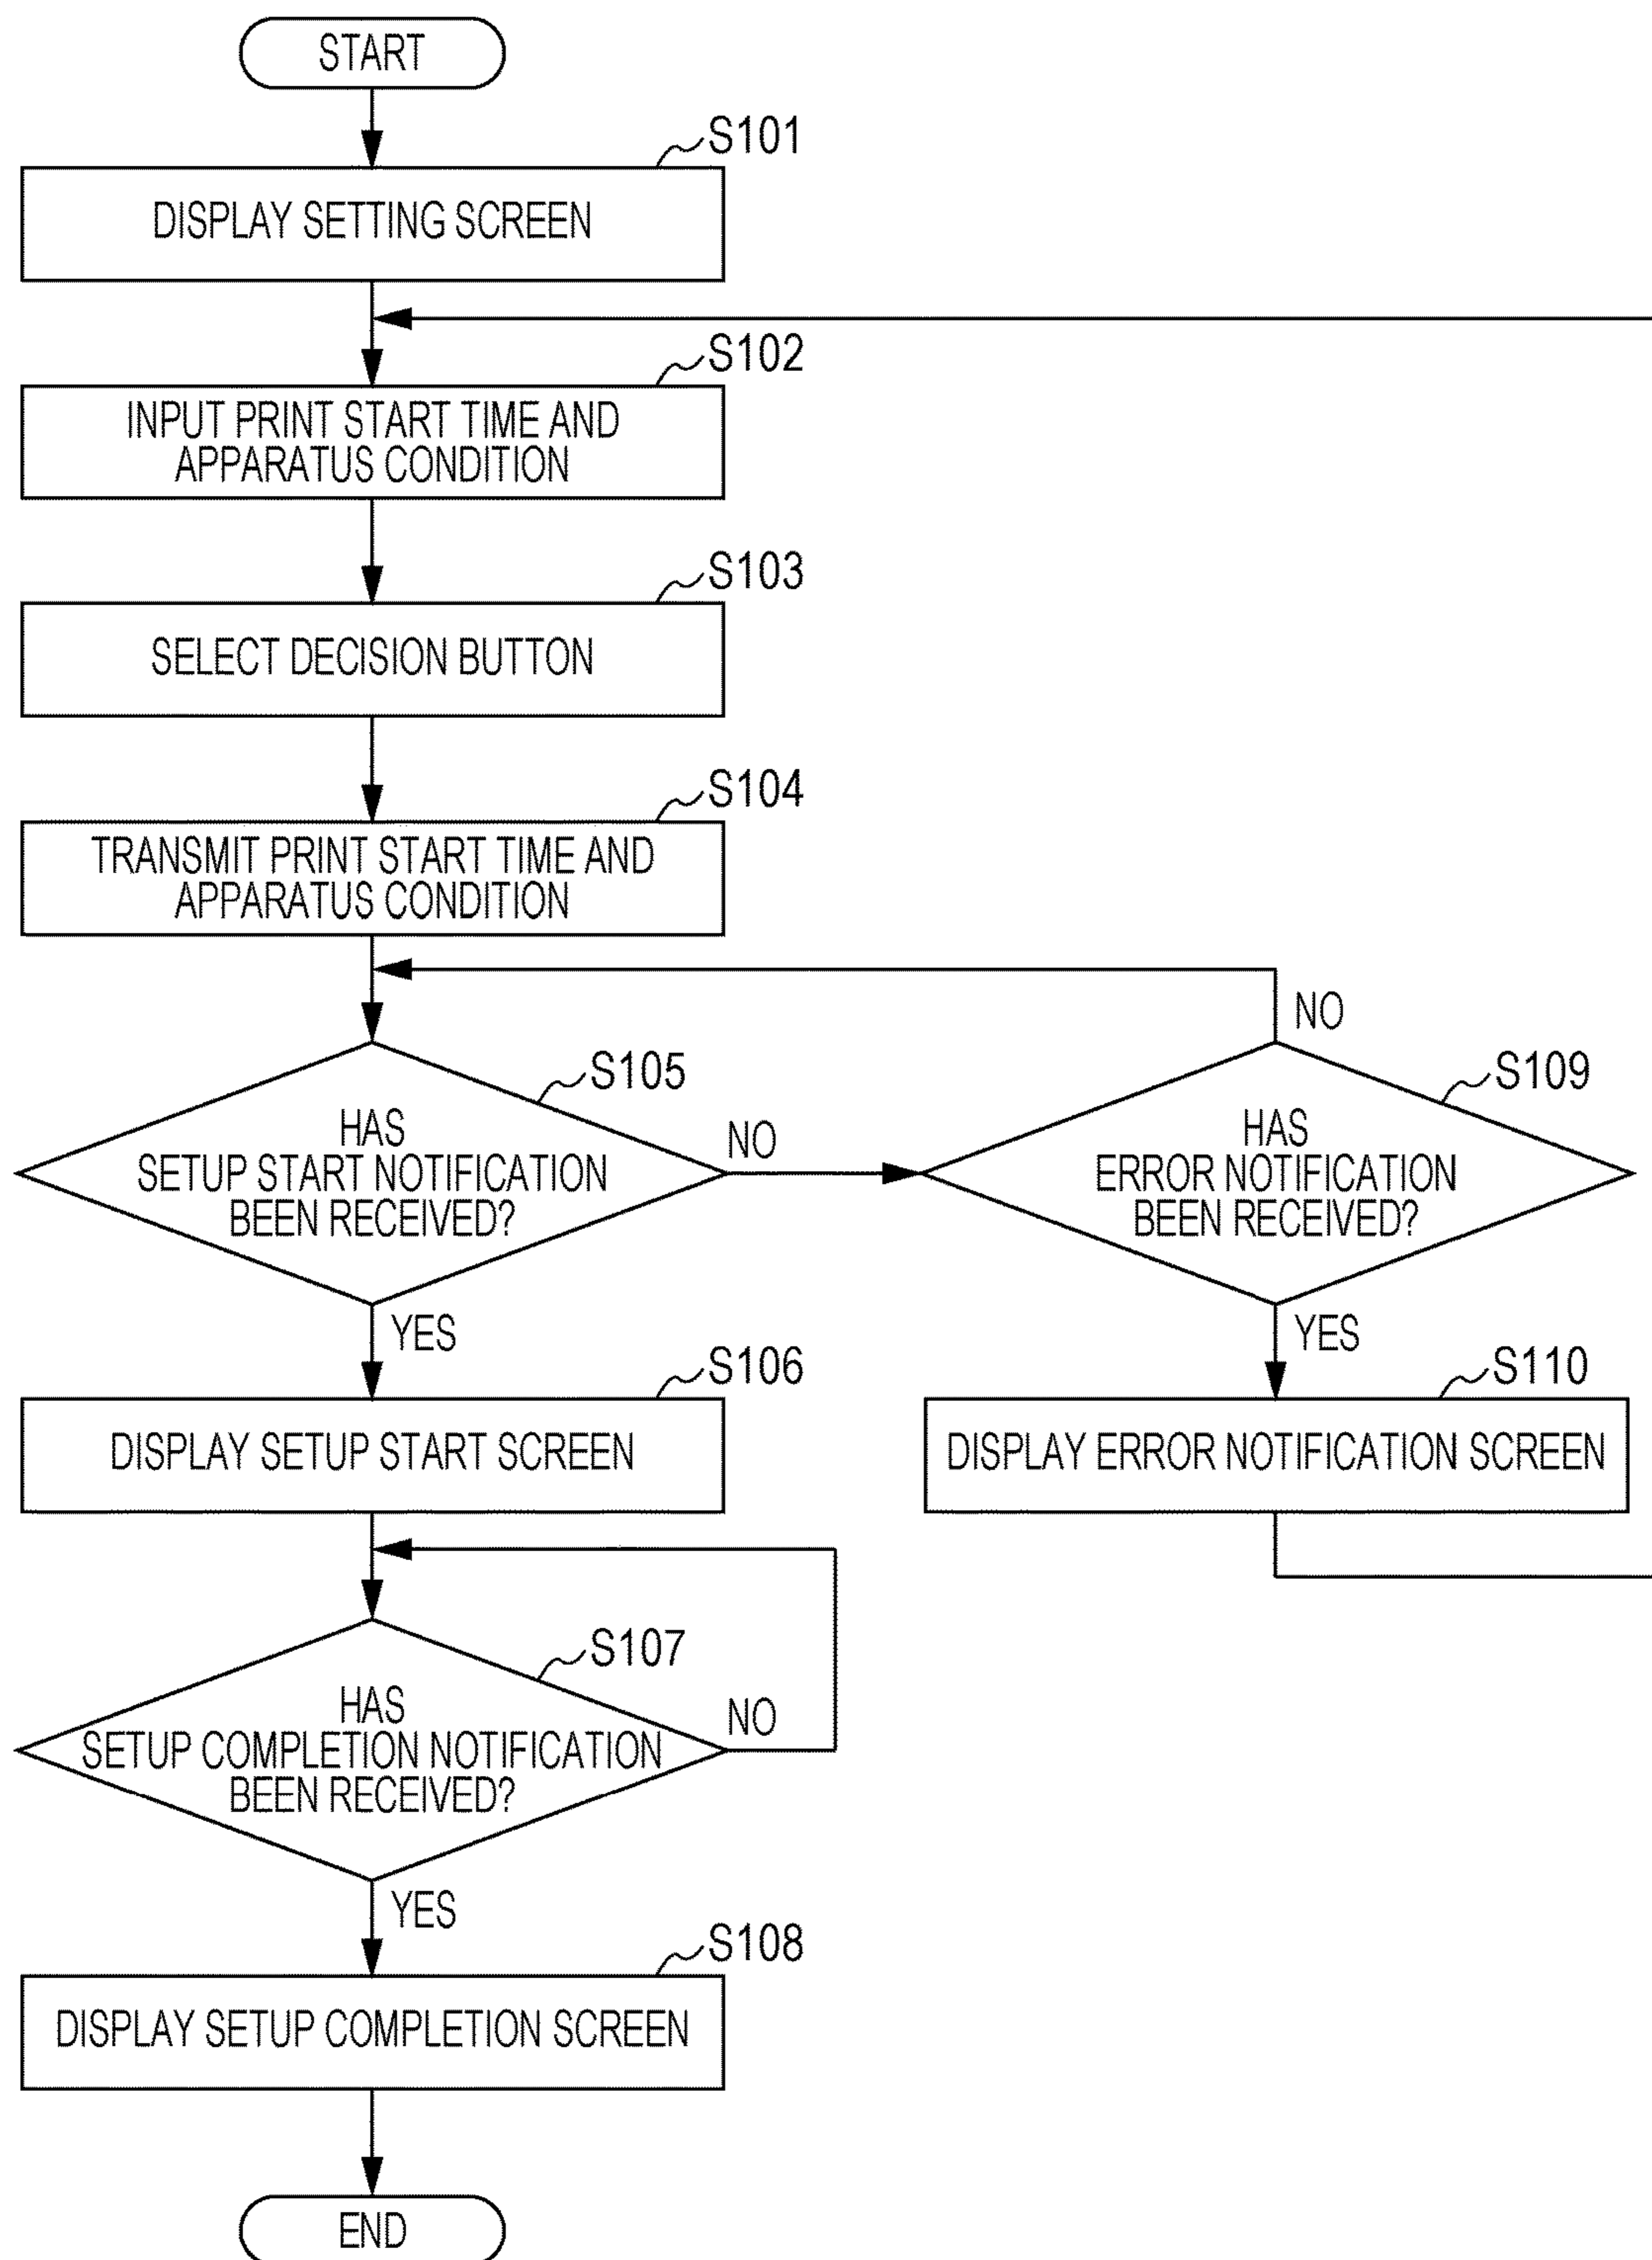 START
S101
DISPLAY SETTING SCREEN
S102
INPUT PRINT START TIME AND
APPARATUS CONDITION
S103
SELECT DECISION BUTTON
S104
TRANSMIT PRINT START TIME AND
APPARATUS CONDITION
S105
HAS
SETUP START NOTIFICATION
BEEN RECEIVED?
NO
YES
S109
HAS
ERROR NOTIFICATION
BEEN RECEIVED?
NO
YES
S106
DISPLAY SETUP START SCREEN
S110
DISPLAY ERROR NOTIFICATION SCREEN
S107
HAS
SETUP COMPLETION NOTIFICATION
BEEN RECEIVED?
NO
YES
S108
DISPLAY SETUP COMPLETION SCREEN
END